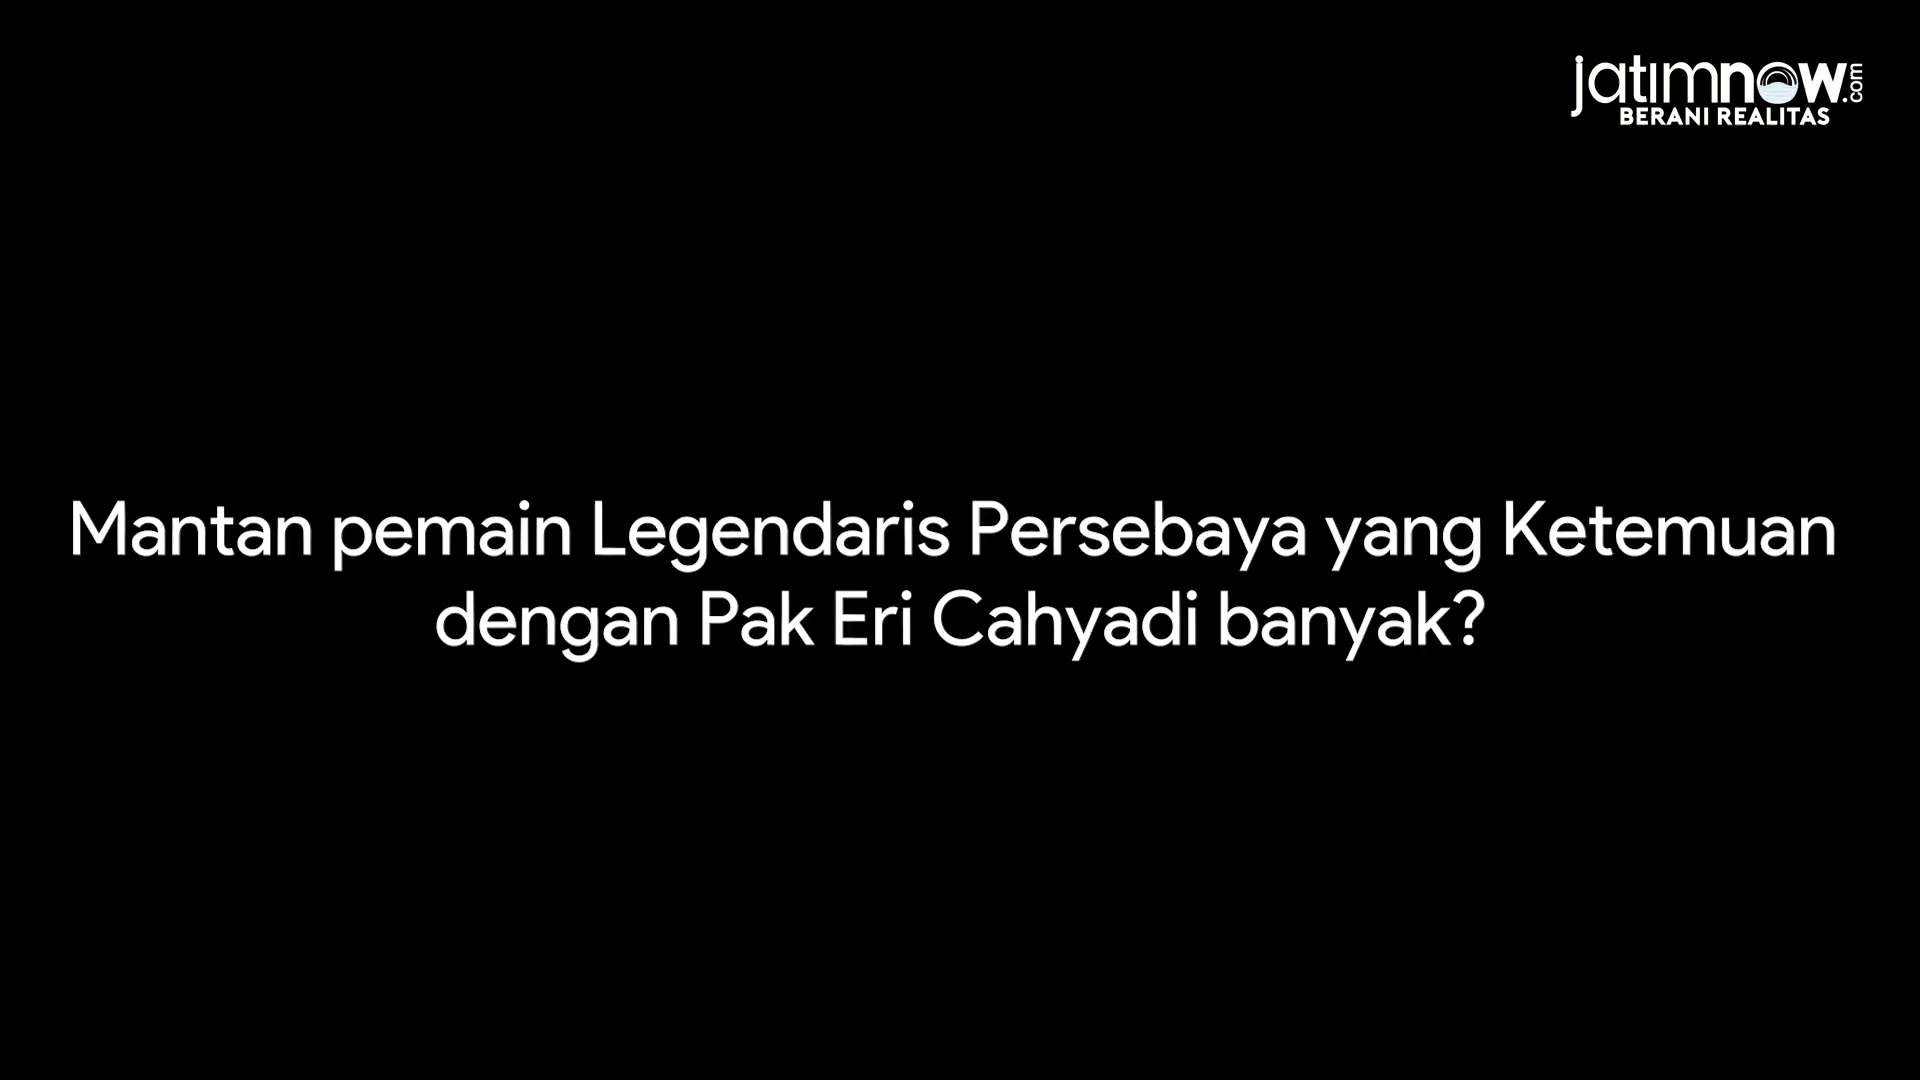 jatimnow.com
BERANI REALITAS
Mantan pemain Legendaris Persebaya yang Ketemuan
dengan Pak Eri Cahyadi banyak?